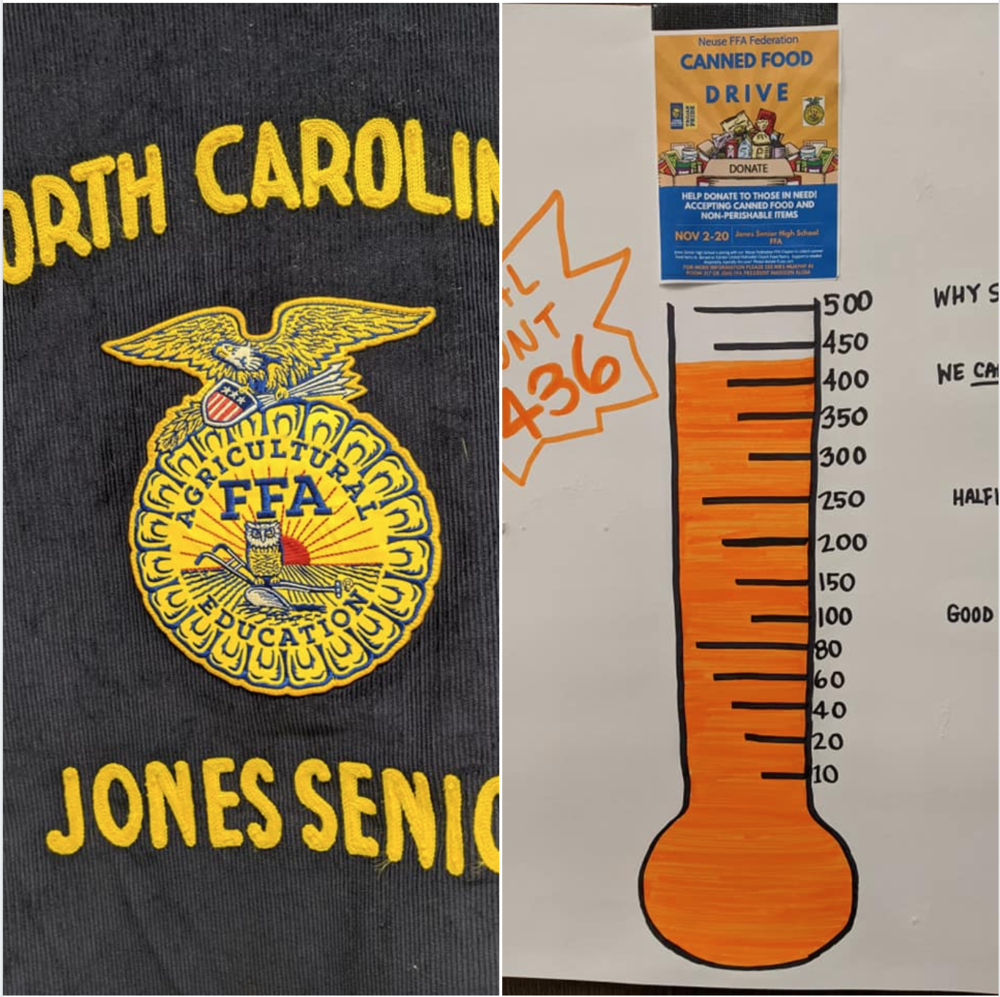 ORTH CAROLIN
AGRICULTURAL
FFA
EDUCATION
JONES SENIO
Neuse FFA Federation
CANNED FOOD
DRIVE
DONATE
HELP DONATE TO THOSE IN NEED!
ACCEPTING CANNED FOOD AND
NON-PERISHABLE ITEMS
NOV 2-20
Jones Senior High School
FFA
AL
UNT
436
500
450
400
350
300
250
200
150
100
80
60
40
20
10
WHY S
WE CA
HALF
GOOD